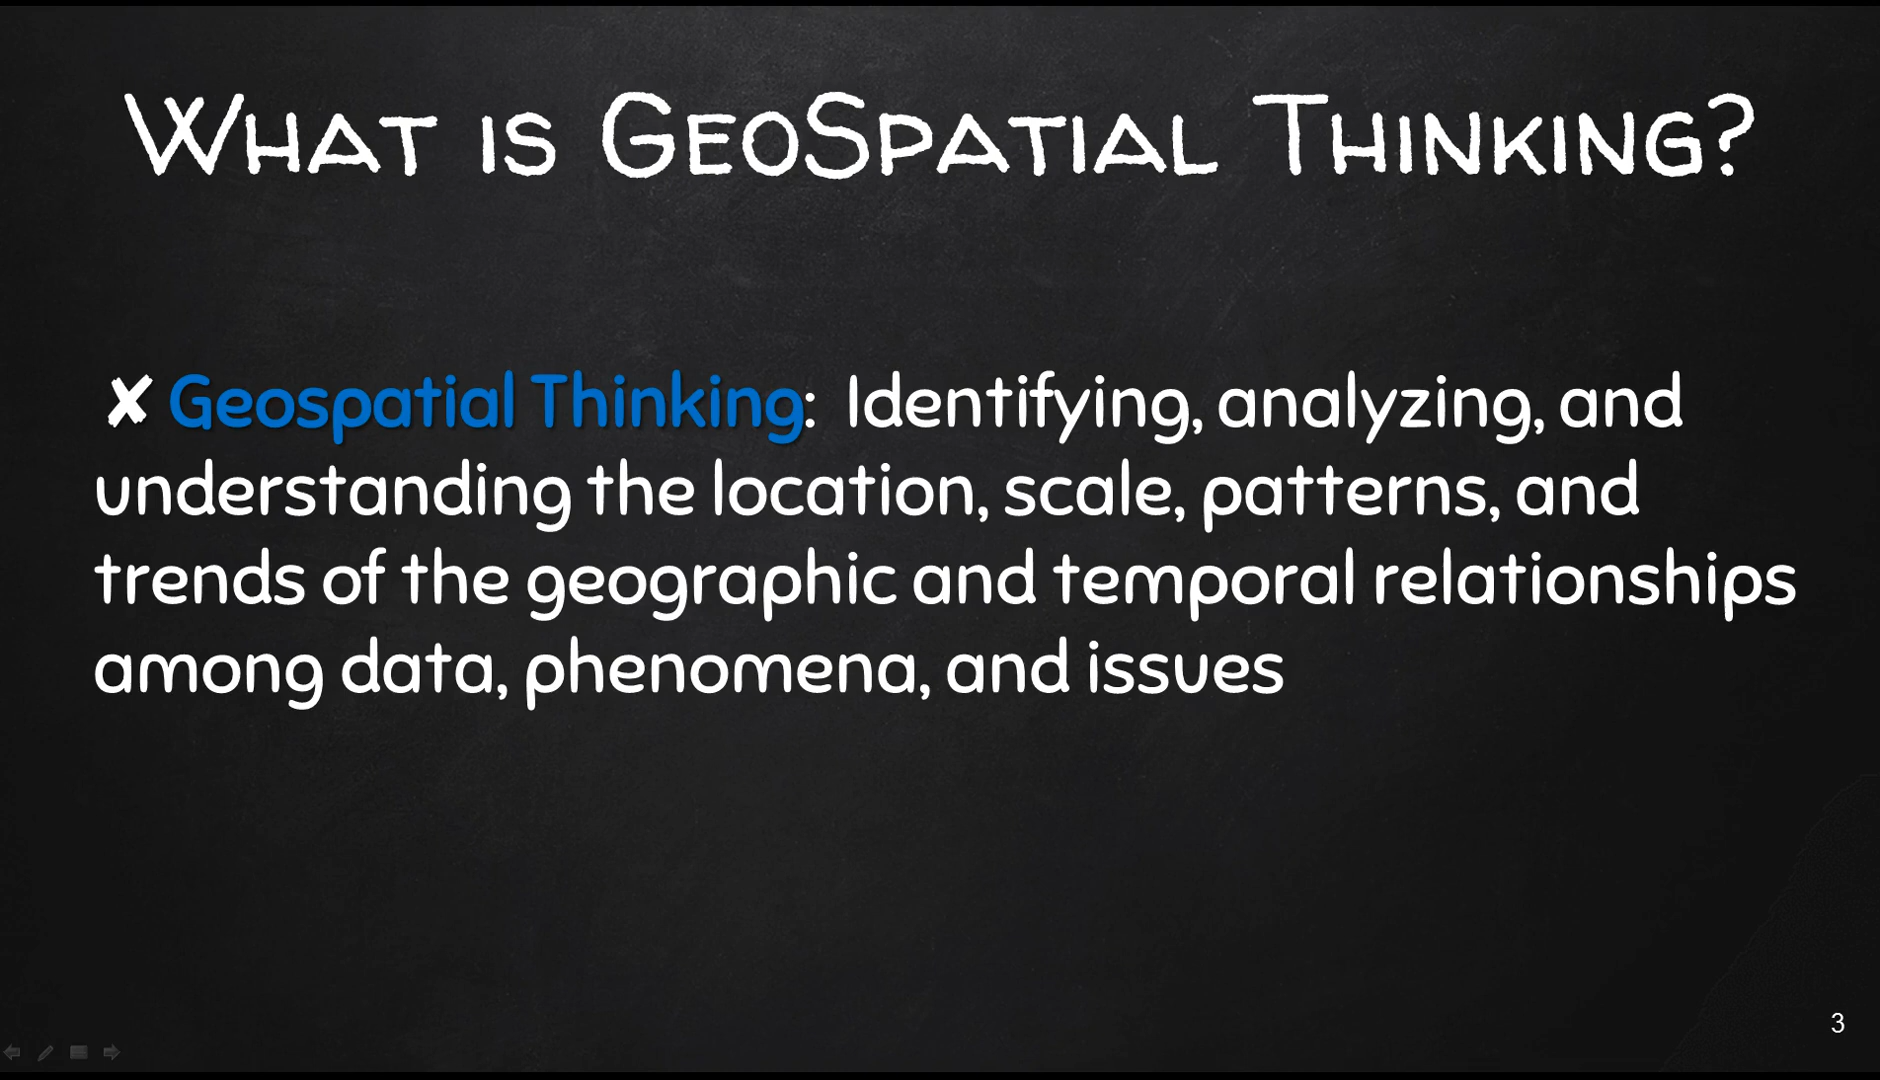 What is GeoSpatial Thinking?
✘ Geospatial Thinking:  Identifying, analyzing, and
understanding the location, scale, patterns, and
trends of the geographic and temporal relationships
among data, phenomena, and issues
3